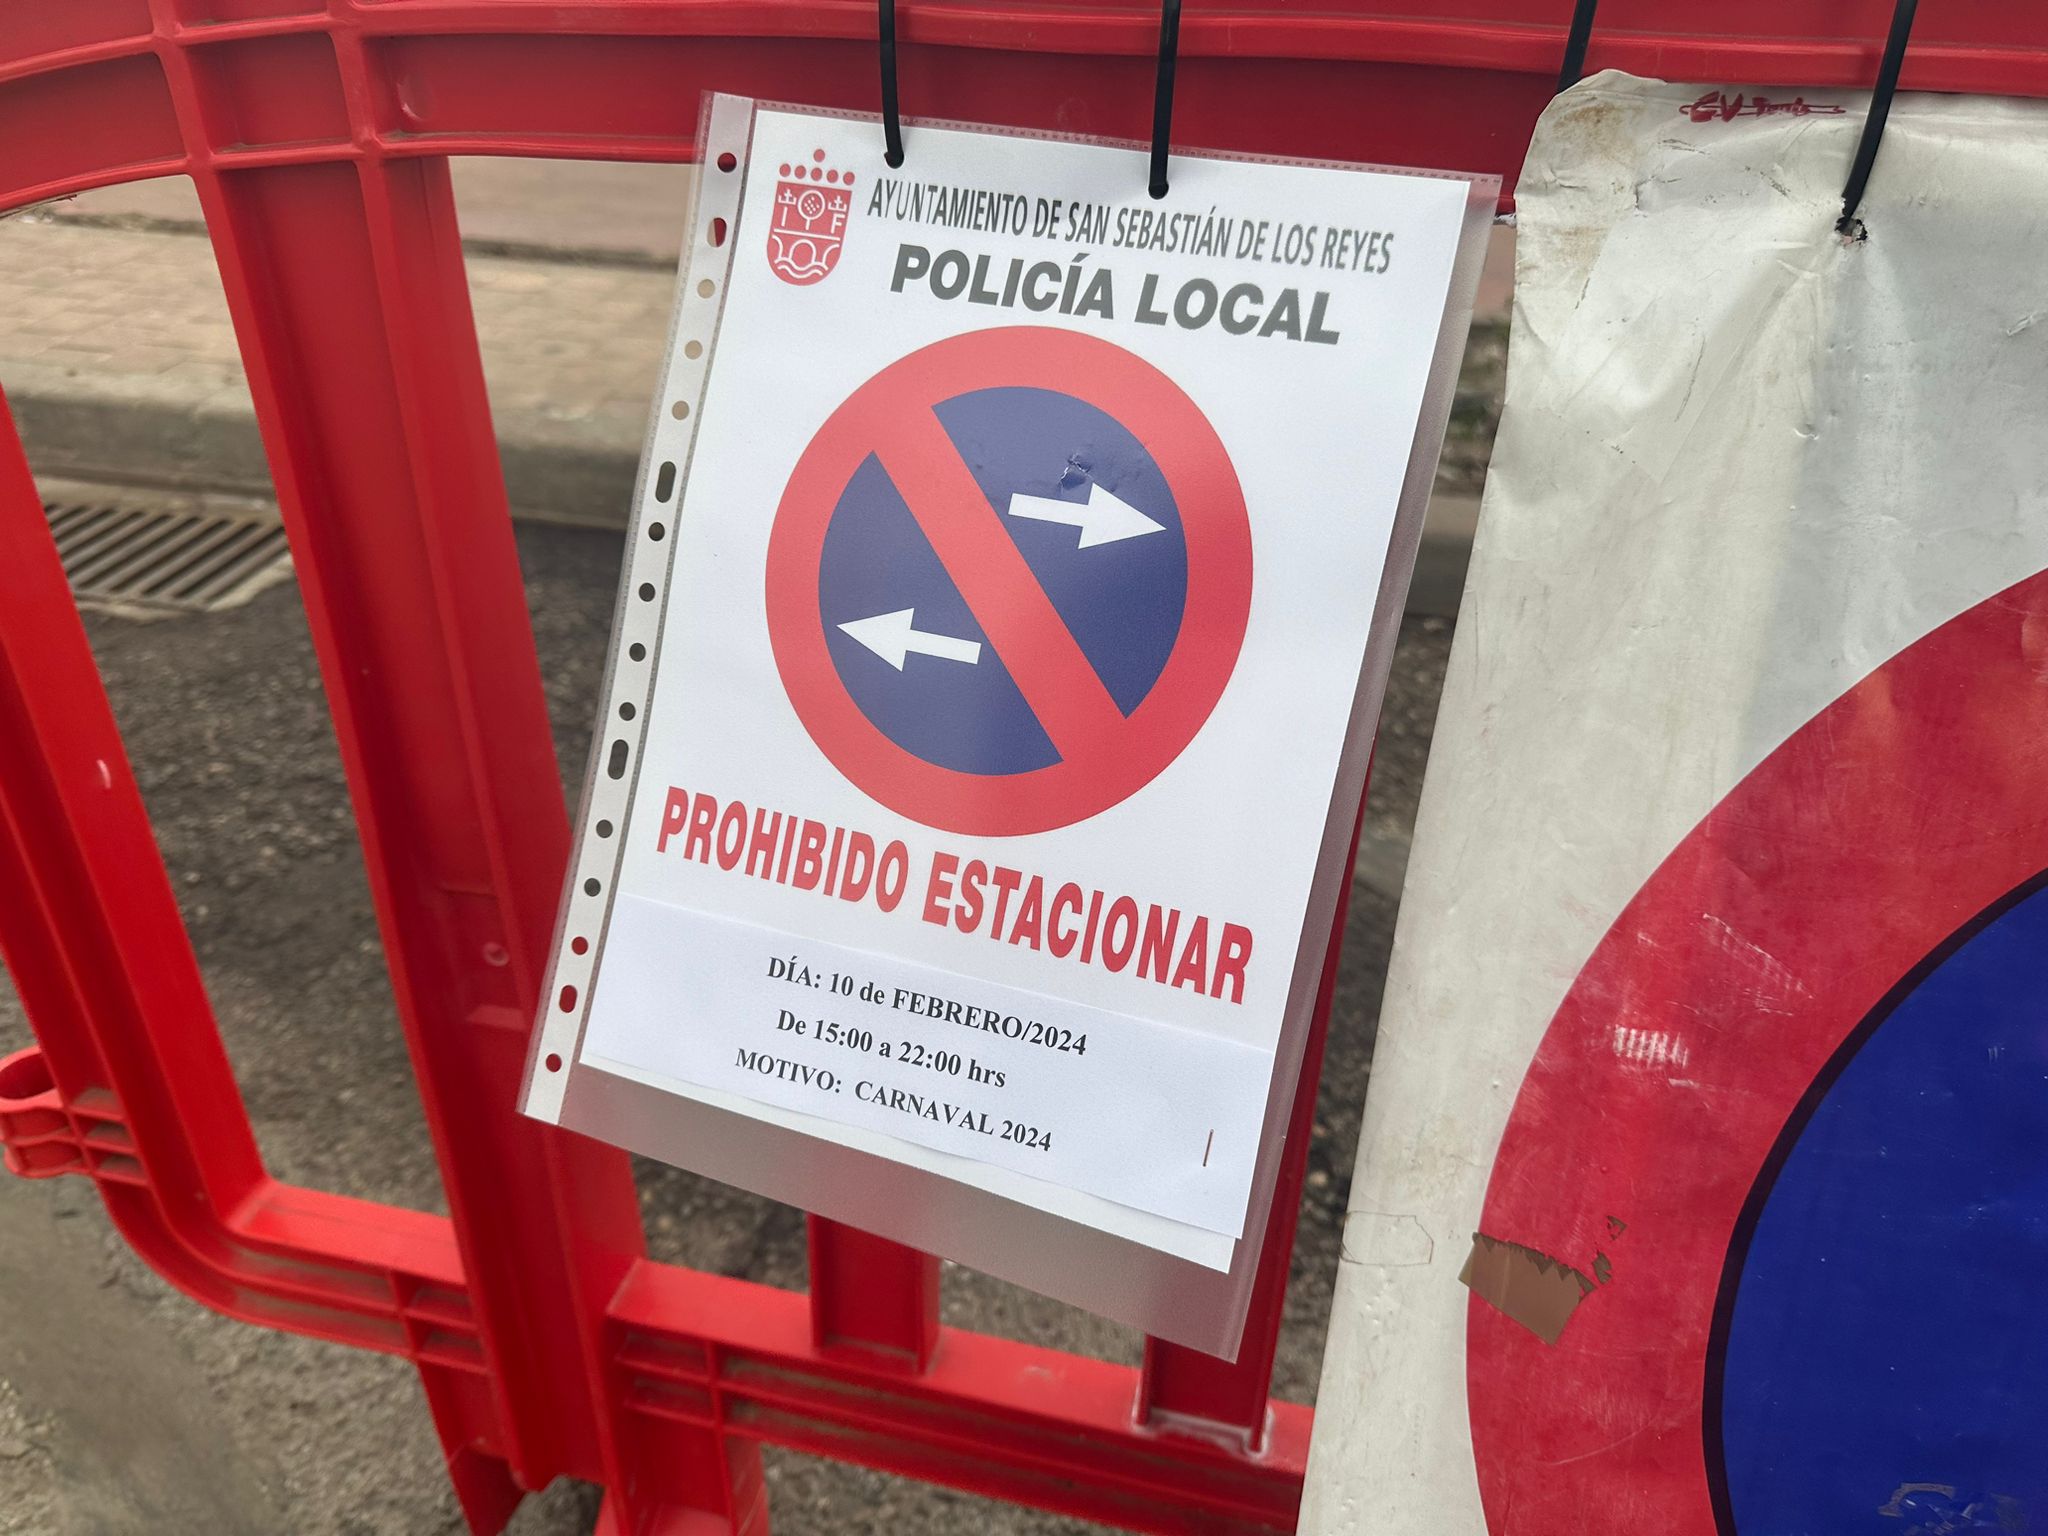 AYUNTAMIENTO DE SAN SEBASTIÁN DE LOS REYES
POLICÍA LOCAL
PROHIBIDO ESTACIONAR
DÍA: 10 de FEBRERO/2024
De 15:00 a 22:00 hrs
MOTIVO: CARNAVAL 2024